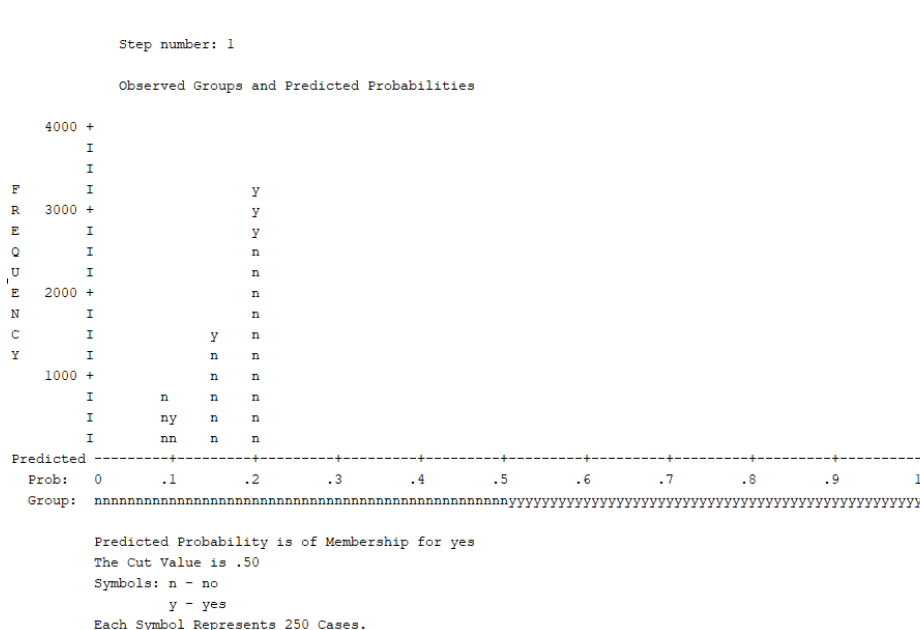 Step number: 1
Observed Groups and Predicted Probabilities
4000 +
I
I
F I y
R 3000 + y
E I y
Q I n
U I n
E 2000 + n
N I n
C I y n
Y I n n
1000 + n n
I n n n
I ny n n
I nn n n
Predicted ---------+---------+---------+---------+---------+---------+---------+---------+---------+----------
Prob: 0 .1 .2 .3 .4 .5 .6 .7 .8 .9 1
Group: nnnnnnnnnnnnnnnnnnnnnnnnnnnnnnnnnnnnnnnnnnnnnnnnnnyyyyyyyyyyyyyyyyyyyyyyyyyyyyyyyyyyyyyyyyyyyyyyyyyy
Predicted Probability is of Membership for yes
The Cut Value is .50
Symbols: n - no
y - yes
Each Symbol Represents 250 Cases.